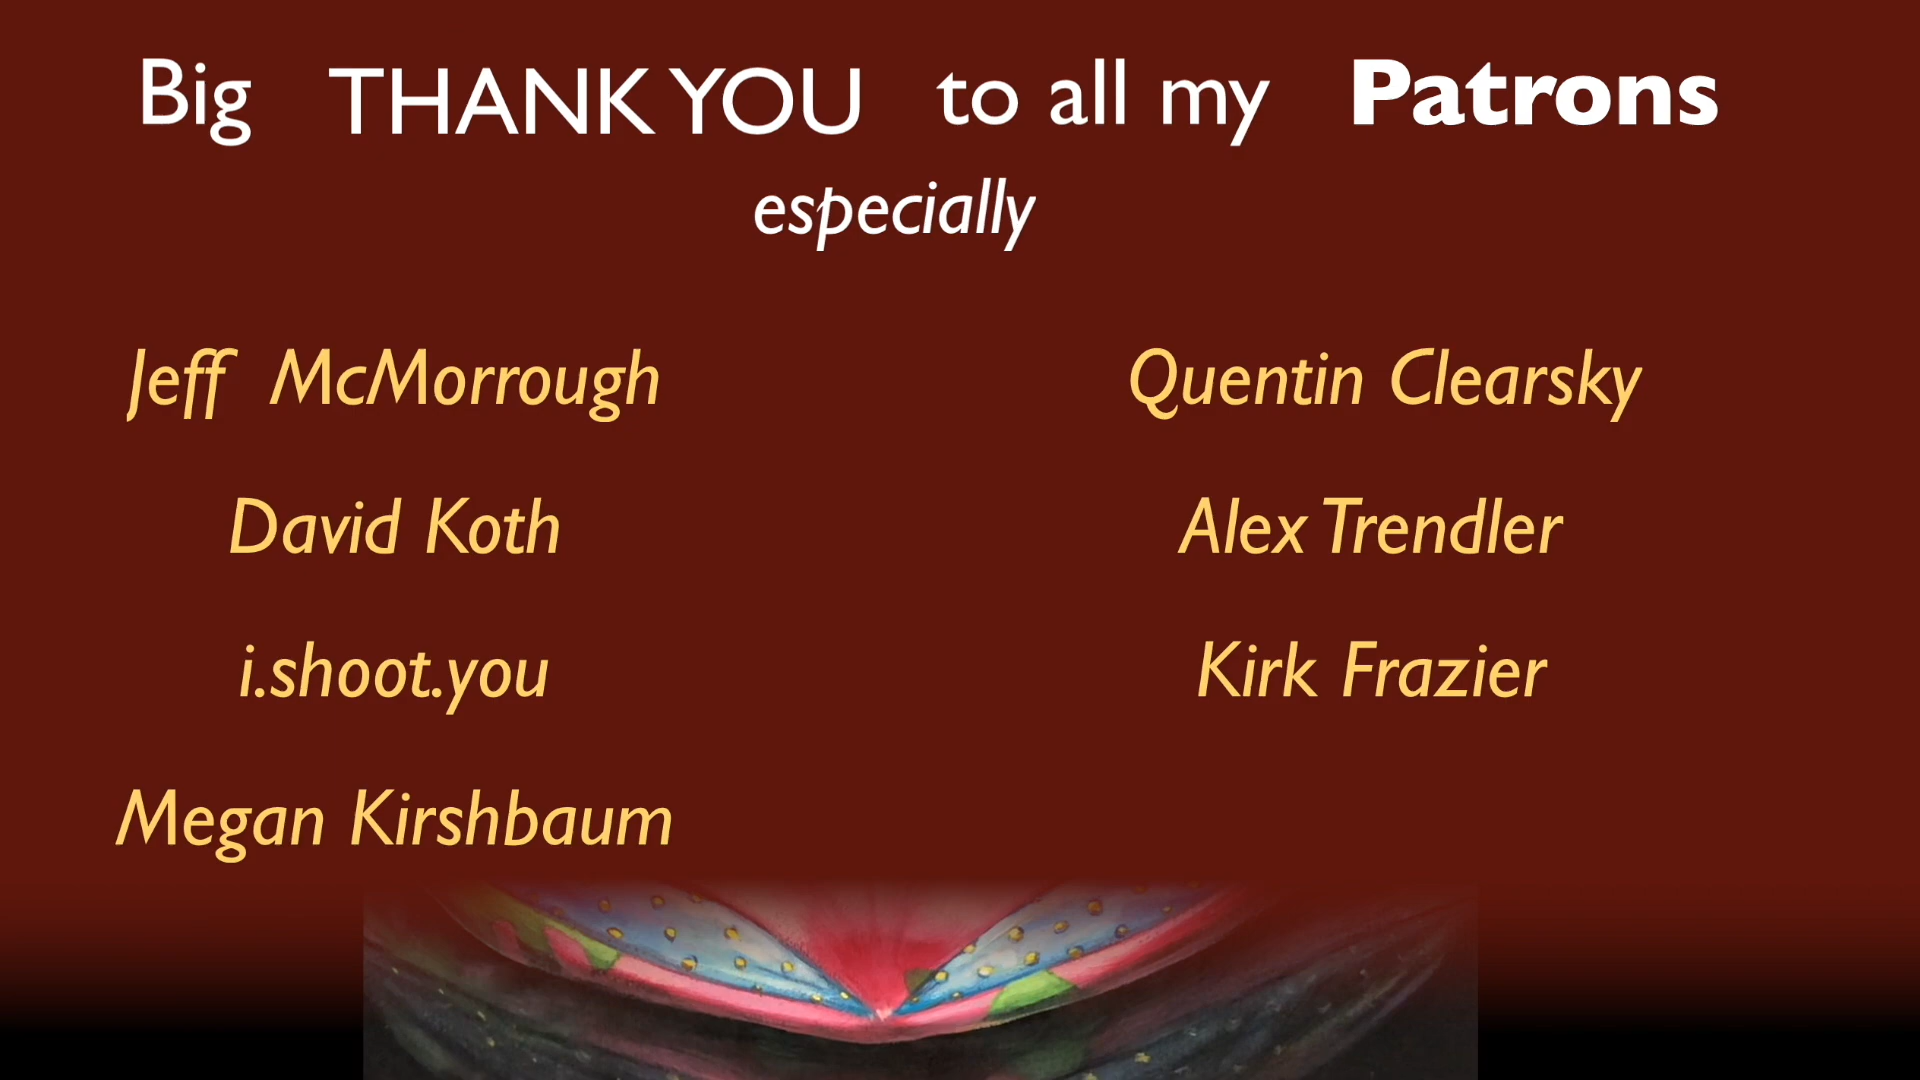 Big THANK YOU to all my Patrons
especially
Jeff McMorrough
Quentin Clearsky
David Koth
Alex Trendler
i.shoot.you
Kirk Frazier
Megan Kirshbaum